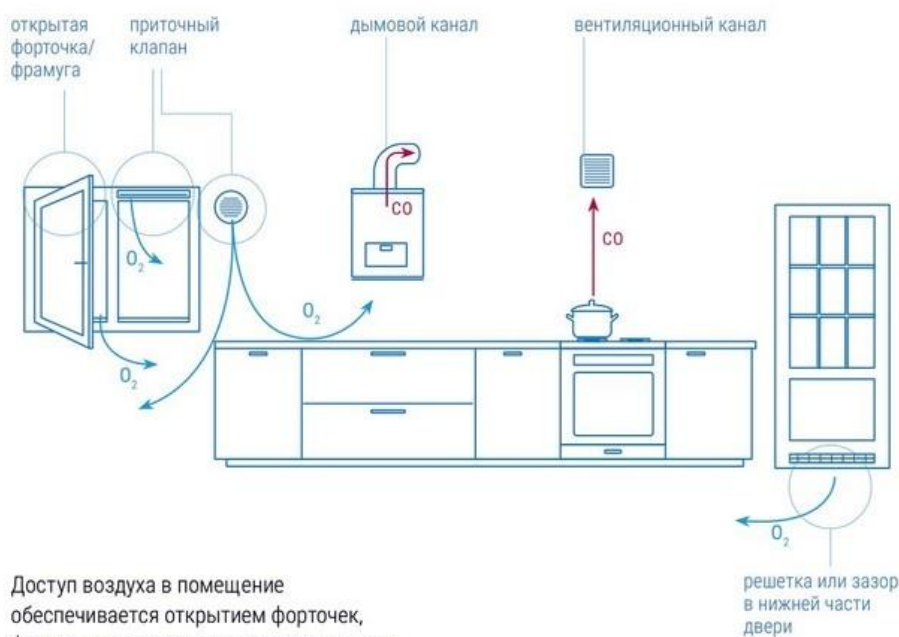 открытая
форточка/
фрамуга
приточный
клапан
дымовой канал
вентиляционный канал
CO
CO
O₂
O₂
O₂
O₂
решетка или зазор
в нижней части
двери
Доступ воздуха в помещение
обеспечивается открытием форточек,